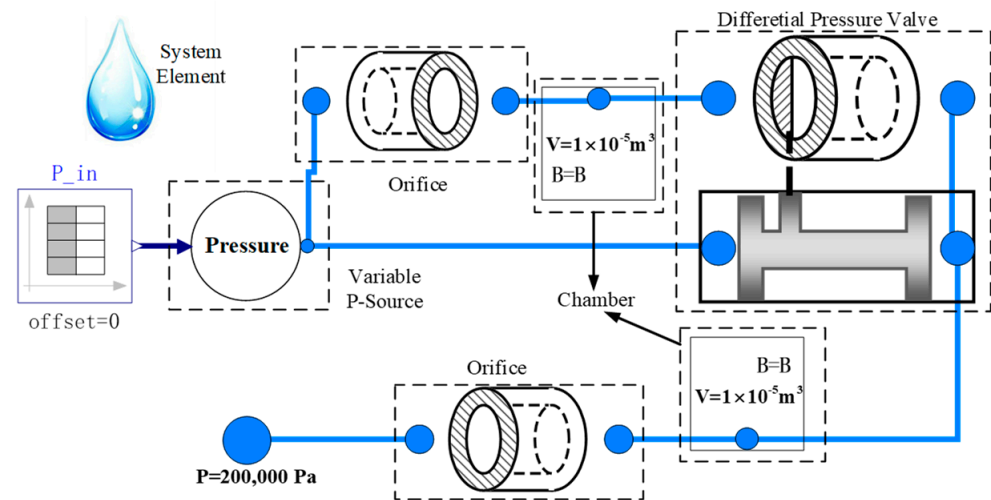 Differetial Pressure Valve
System
Element
V=1×10⁻⁵m³
B=B
P_in
Orifice
Pressure
Variable
P-Source
Chamber
offset=0
Orifice
B=B
V=1×10⁻⁵m³
P=200,000 Pa